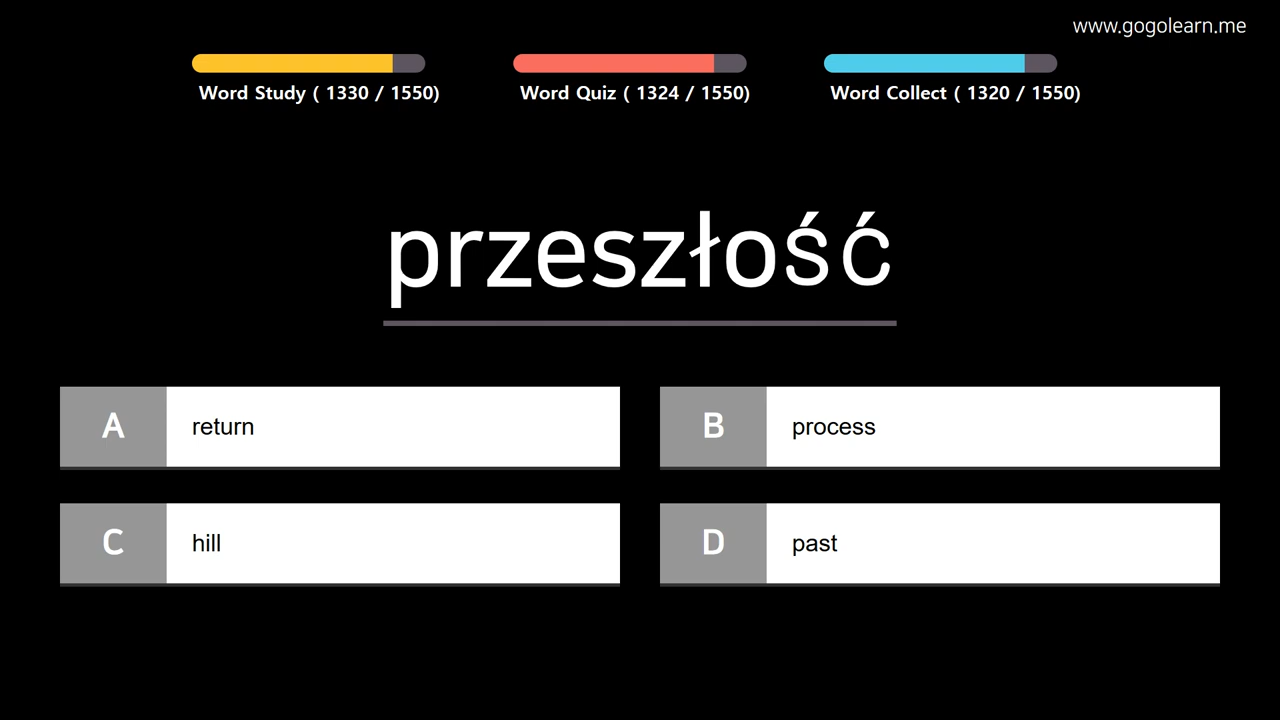 www.gogolearn.me
Word Study ( 1330 / 1550)
Word Quiz ( 1324 / 1550)
Word Collect ( 1320 / 1550)
przeszłość
A return
B process
C hill
D past